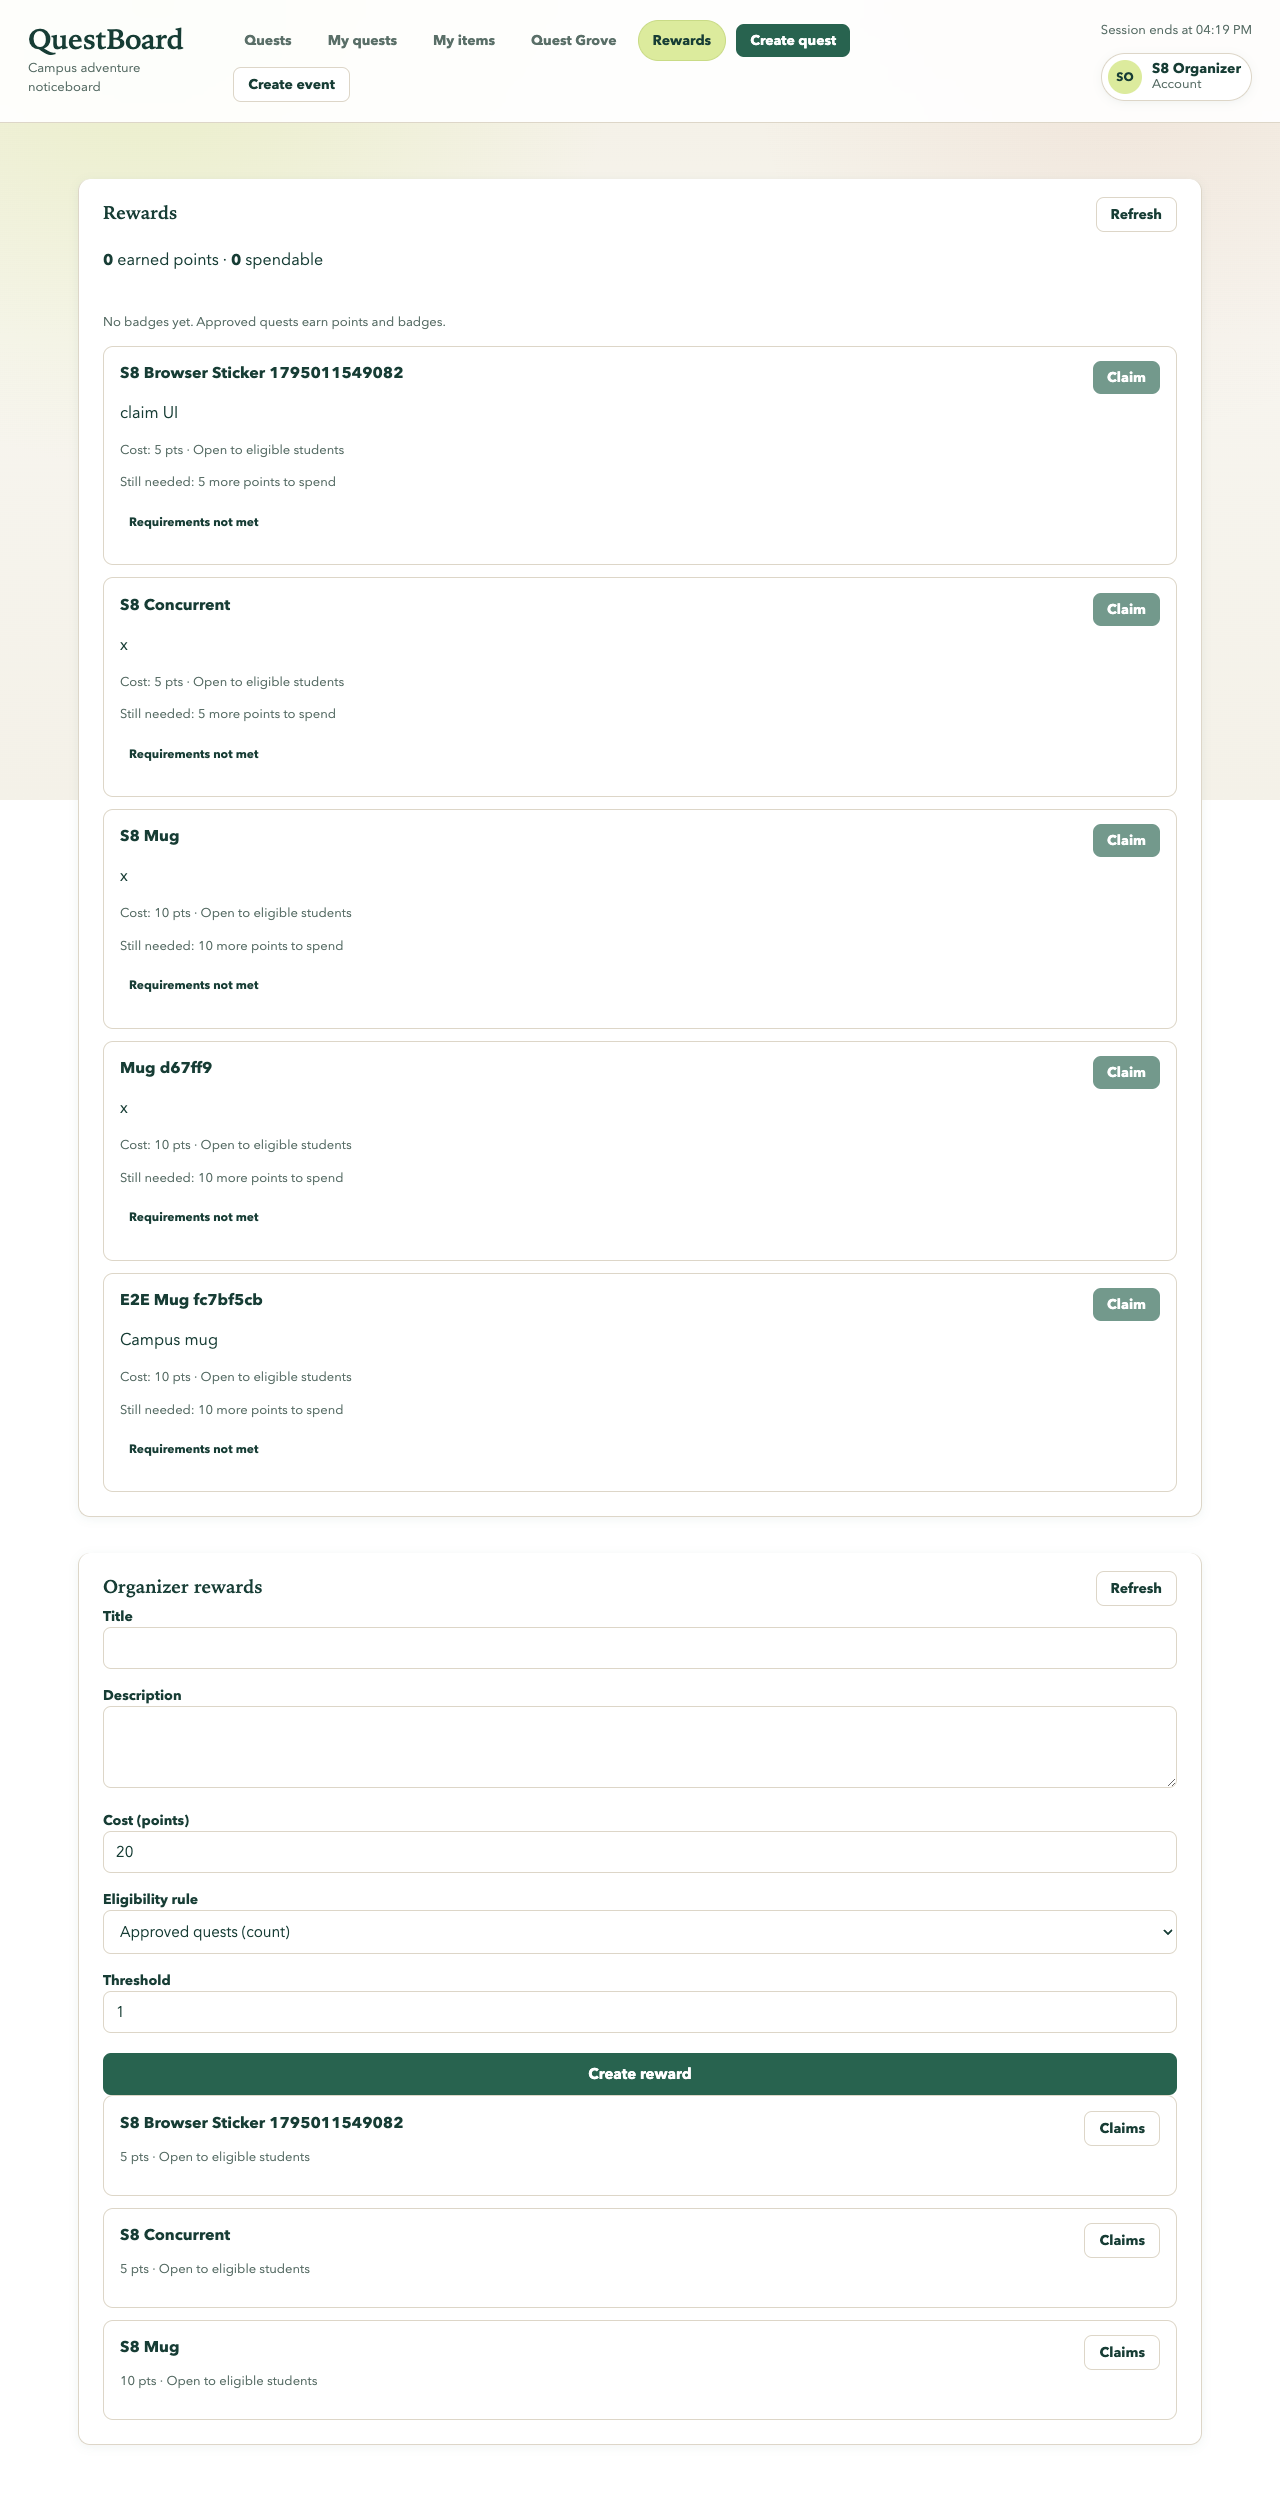 QuestBoard
Campus adventure
noticeboard
Quests
My quests
My items
Quest Grove
Rewards
Create quest
Create event
Session ends at 04:19 PM
SO
S8 Organizer
Account
Rewards
Refresh
0 earned points · 0 spendable
No badges yet. Approved quests earn points and badges.
S8 Browser Sticker 1795011549082
Claim
claim UI
Cost: 5 pts · Open to eligible students
Still needed: 5 more points to spend
Requirements not met
S8 Concurrent
Claim
x
Cost: 5 pts · Open to eligible students
Still needed: 5 more points to spend
Requirements not met
S8 Mug
Claim
x
Cost: 10 pts · Open to eligible students
Still needed: 10 more points to spend
Requirements not met
Mug d67ff9
Claim
x
Cost: 10 pts · Open to eligible students
Still needed: 10 more points to spend
Requirements not met
E2E Mug fc7bf5cb
Claim
Campus mug
Cost: 10 pts · Open to eligible students
Still needed: 10 more points to spend
Requirements not met
Organizer rewards
Refresh
Title
Description
Cost (points)
20
Eligibility rule
Approved quests (count)
Threshold
1
Create reward
S8 Browser Sticker 1795011549082
Claims
5 pts · Open to eligible students
S8 Concurrent
Claims
5 pts · Open to eligible students
S8 Mug
Claims
10 pts · Open to eligible students